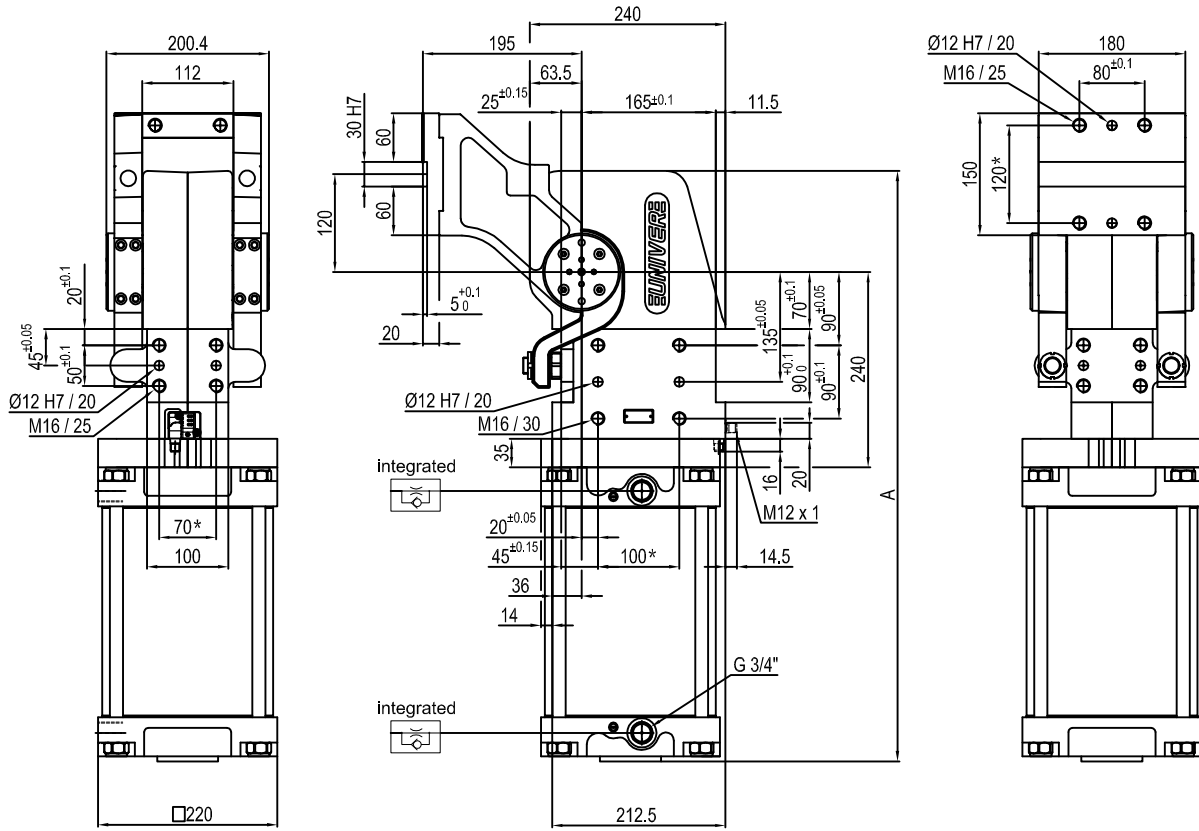 240
200.4
195
180
Ø12 H7 / 20
112
63.5
M16 / 25
80±0.1
25±0.15
165±0.1
11.5
30 H7
60
150
120*
120
60
UNIVER
20±0.1
5 +0.1 0
70±0.1
90±0.05
135±0.05
45±0.05
50±0.1
20
90 +0.1 0
90±0.1
240
Ø12 H7 / 20
Ø12 H7 / 20
M16 / 25
M16 / 30
35
integrated
16
20
A
M12 x 1
70*
20±0.05
100
45±0.15
100*
14.5
36
14
G 3/4"
integrated
□220
212.5